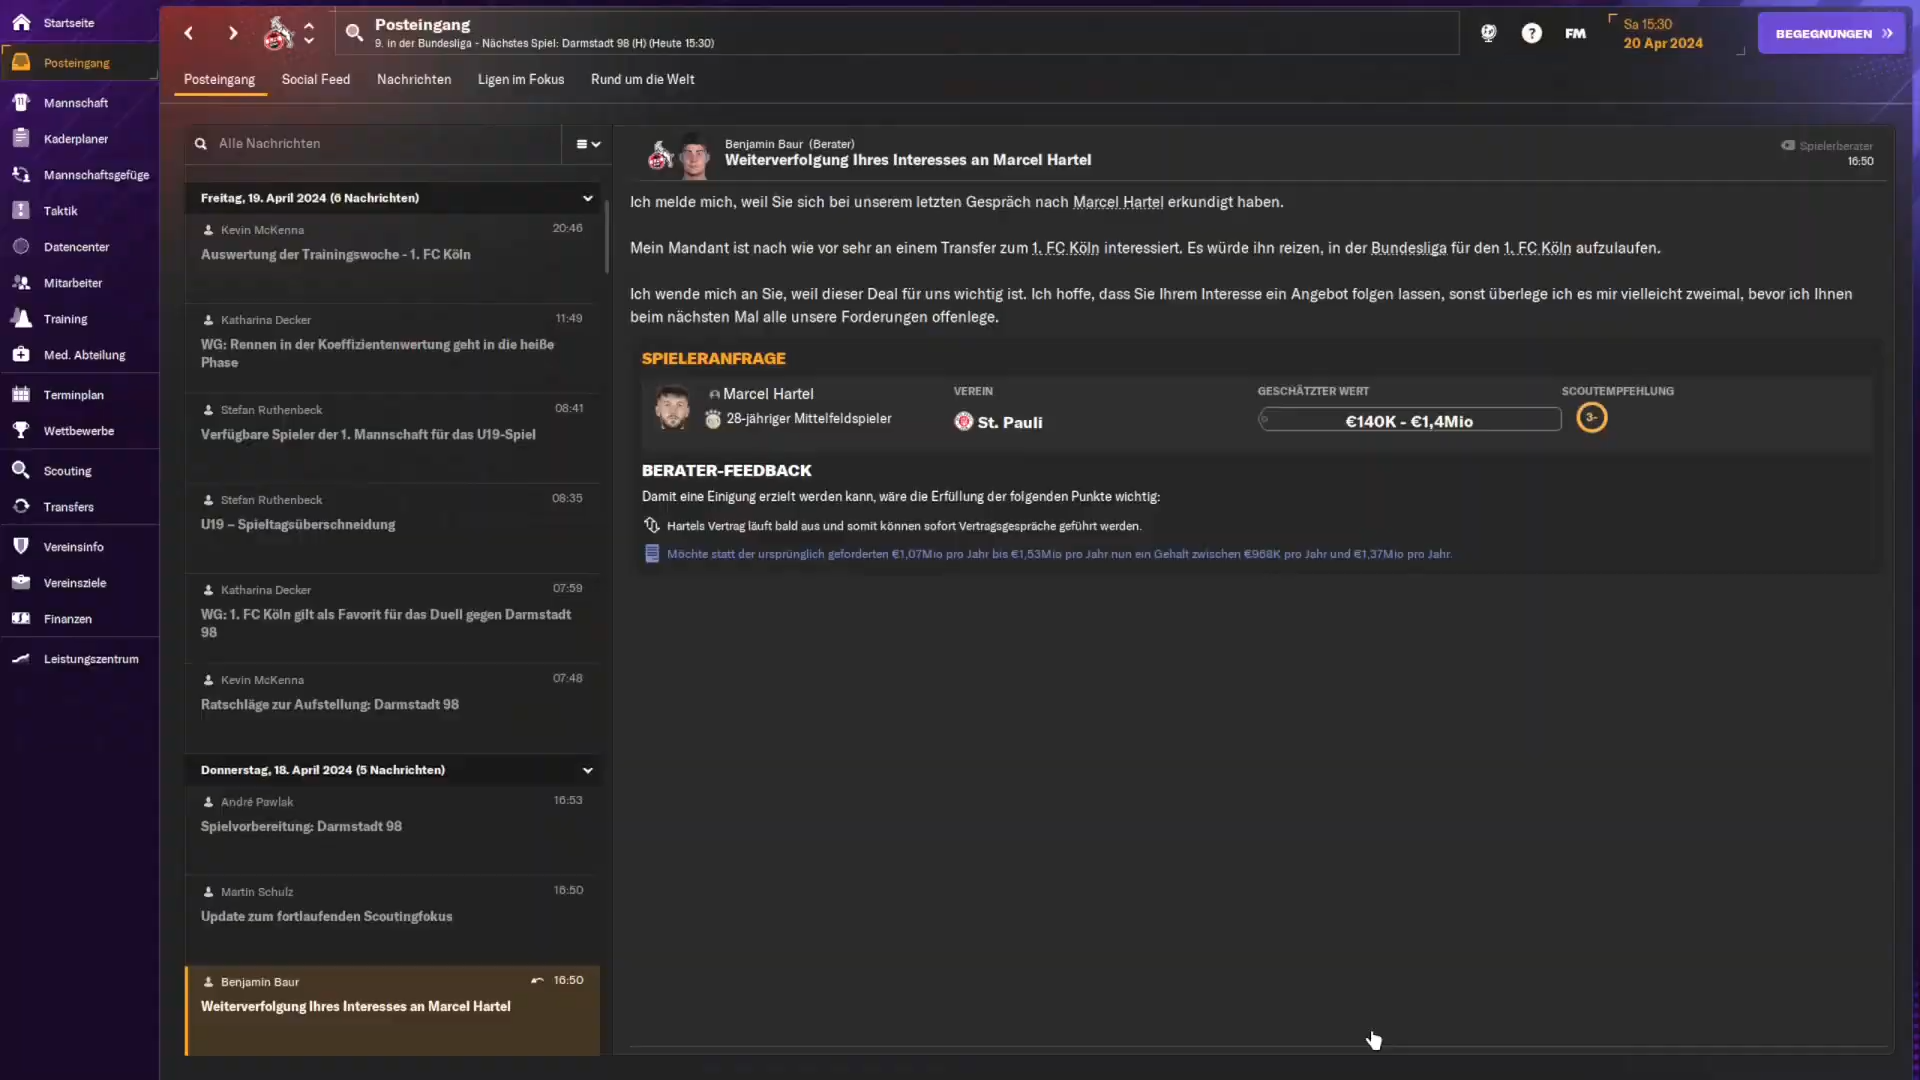 Startseite
Posteingang
Mannschaft
Kaderplaner
Mannschaftsgefüge
Taktik
Datencenter
Mitarbeiter
Training
Med. Abteilung
Terminplan
Wettbewerbe
Scouting
Transfers
Vereinsinfo
Vereinsziele
Finanzen
Leistungszentrum
Posteingang
9. in der Bundesliga - Nächstes Spiel: Darmstadt 98 (H) (Heute 15:30)
?
FM
Sa 15:30
20 Apr 2024
BEGEGNUNGEN
Posteingang
Social Feed
Nachrichten
Ligen im Fokus
Rund um die Welt
Alle Nachrichten
Freitag, 19. April 2024 (6 Nachrichten)
Kevin McKenna 20:46
Auswertung der Trainingswoche - 1. FC Köln
Katharina Decker 11:49
WG: Rennen in der Koeffizientenwertung geht in die heiße
Phase
Stefan Ruthenbeck 08:41
Verfügbare Spieler der 1. Mannschaft für das U19-Spiel
Stefan Ruthenbeck 08:35
U19 – Spieltagsüberschneidung
Katharina Decker 07:59
WG: 1. FC Köln gilt als Favorit für das Duell gegen Darmstadt
98
Kevin McKenna 07:48
Ratschläge zur Aufstellung: Darmstadt 98
Donnerstag, 18. April 2024 (5 Nachrichten)
André Pawlak 16:53
Spielvorbereitung: Darmstadt 98
Martin Schulz 16:50
Update zum fortlaufenden Scoutingfokus
Benjamin Baur 16:50
Weiterverfolgung Ihres Interesses an Marcel Hartel
Benjamin Baur (Berater)
Weiterverfolgung Ihres Interesses an Marcel Hartel
Spielerberater
16:50
Ich melde mich, weil Sie sich bei unserem letzten Gespräch nach Marcel Hartel erkundigt haben.
Mein Mandant ist nach wie vor sehr an einem Transfer zum 1. FC Köln interessiert. Es würde ihn reizen, in der Bundesliga für den 1. FC Köln aufzulaufen.
Ich wende mich an Sie, weil dieser Deal für uns wichtig ist. Ich hoffe, dass Sie Ihrem Interesse ein Angebot folgen lassen, sonst überlege ich es mir vielleicht zweimal, bevor ich Ihnen
beim nächsten Mal alle unsere Forderungen offenlege.
SPIELERANFRAGE
Marcel Hartel
28-jähriger Mittelfeldspieler
VEREIN
St. Pauli
GESCHÄTZTER WERT
€140K - €1,4Mio
SCOUTEMPFEHLUNG
3-
BERATER-FEEDBACK
Damit eine Einigung erzielt werden kann, wäre die Erfüllung der folgenden Punkte wichtig:
Hartels Vertrag läuft bald aus und somit können sofort Vertragsgespräche geführt werden.
Möchte statt der ursprünglich geforderten €1,07Mio pro Jahr bis €1,53Mio pro Jahr nun ein Gehalt zwischen €968K pro Jahr und €1,37Mio pro Jahr.